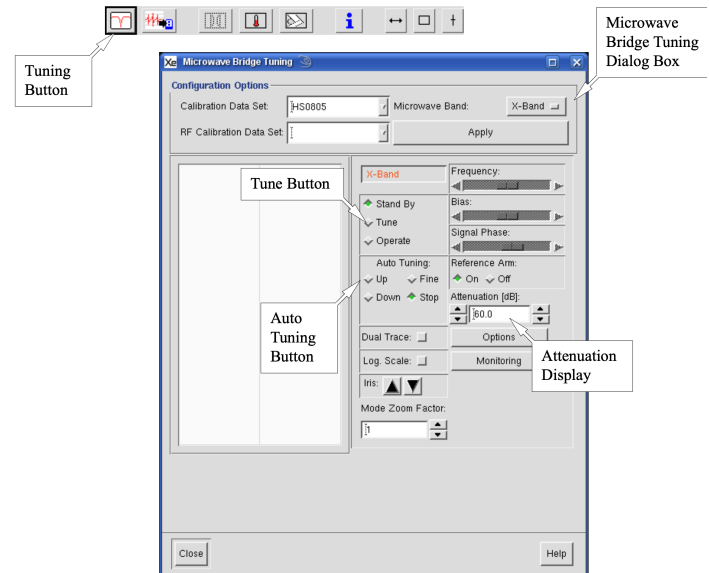 Microwave
Bridge Tuning
Dialog Box
Tuning
Button
Xe Microwave Bridge Tuning
Configuration Options
Calibration Data Set: HS0805 Microwave Band: X-Band
RF Calibration Data Set: Apply
Tune Button
X-Band
Frequency:
Stand By
Bias:
Tune
Signal Phase:
Operate
Auto Tuning:
Reference Arm:
Up Fine
On Off
Down Stop
Attenuation [dB]:
60.0
Auto
Tuning
Button
Dual Trace:
Options
Log. Scale:
Monitoring
Attenuation
Display
Iris:
Mode Zoom Factor:
1
Close
Help